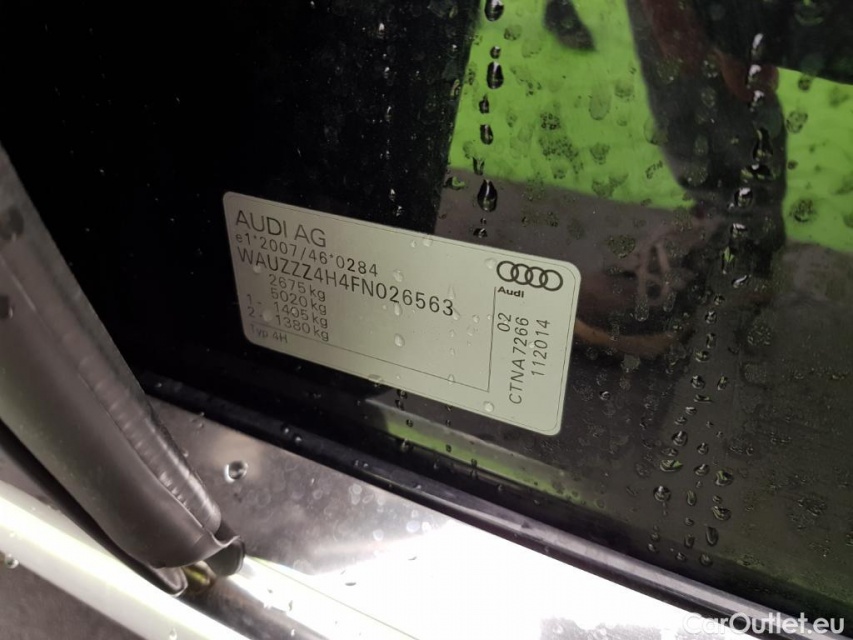 AUDI AG
e1*2007/46*0284
WAUZZZ4H4FN026563
2675 kg
5020 kg
1 - 1405 kg
2 - 1380 kg
Typ 4H
Audi
02
CTNA7266
112014
CarOutlet.eu